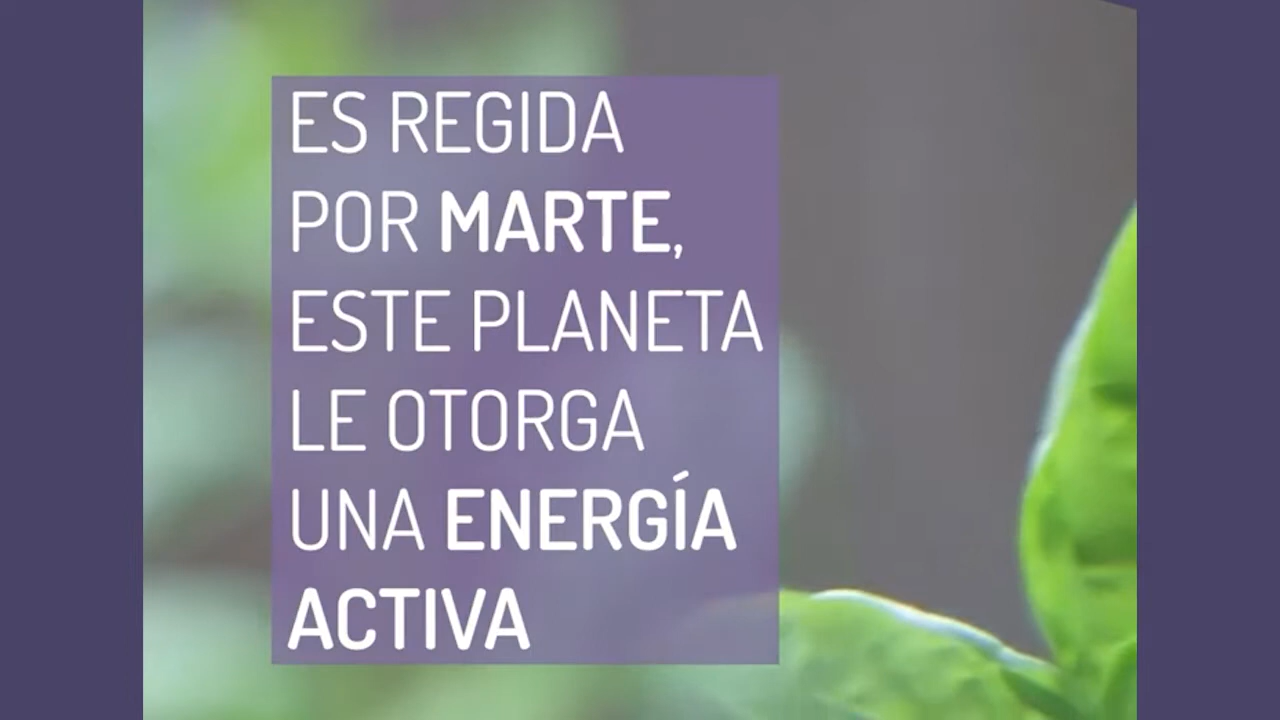 ES REGIDA
POR MARTE,
ESTE PLANETA
LE OTORGA
UNA ENERGÍA
ACTIVA